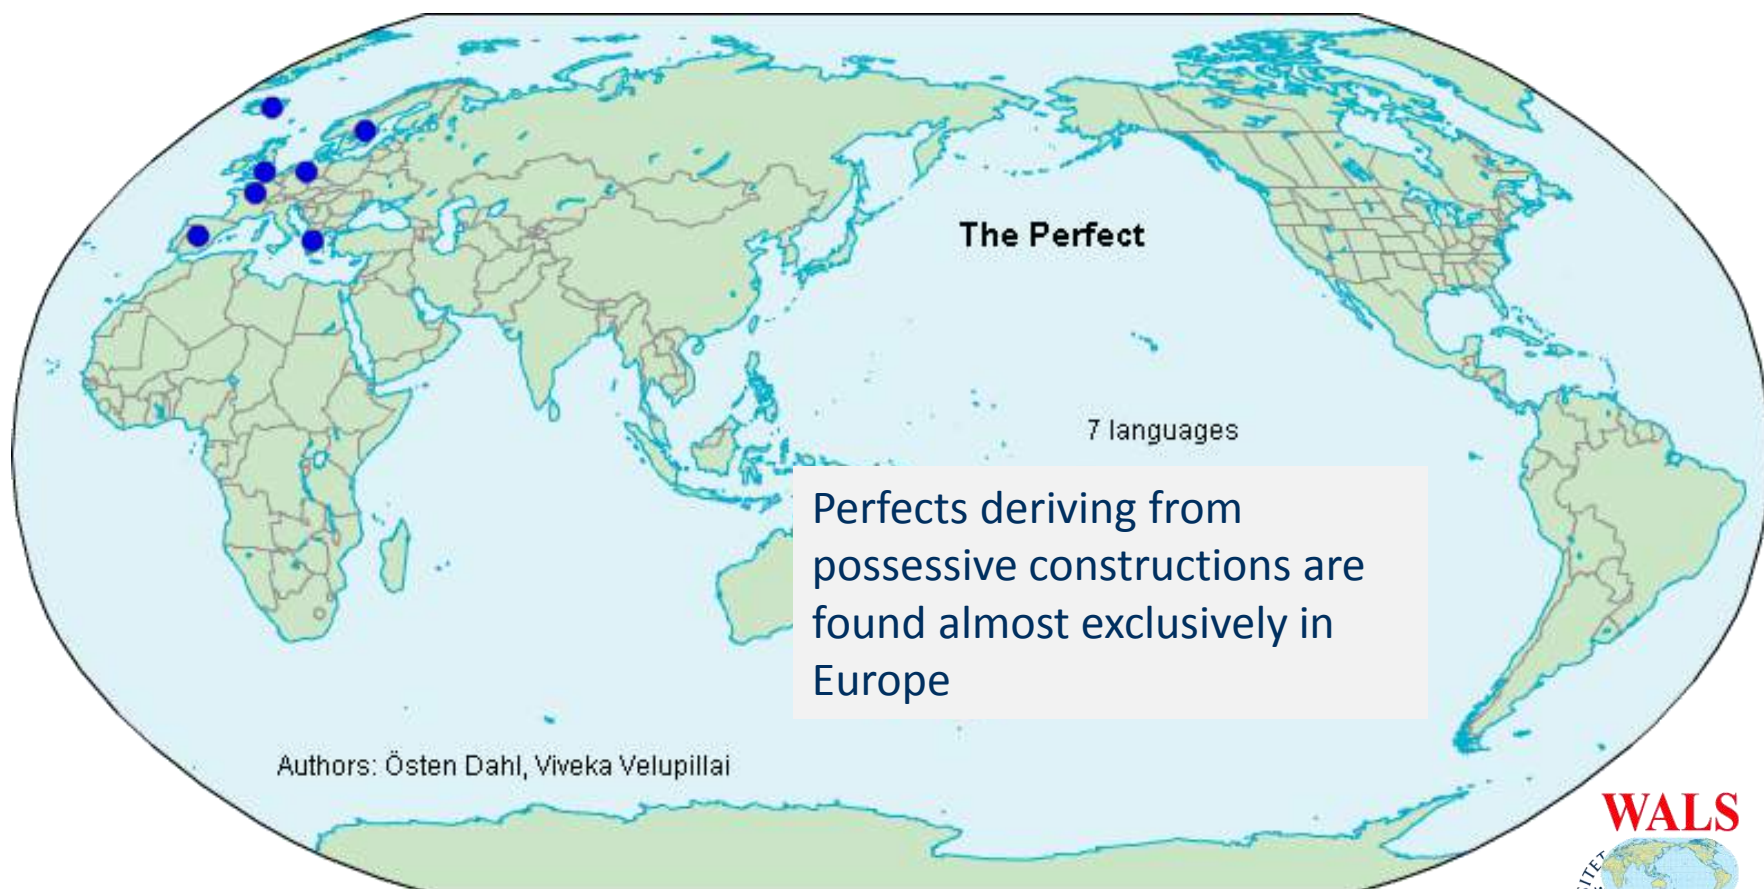 The Perfect
7 languages
Perfects deriving from
possessive constructions are
found almost exclusively in
Europe
Authors: Östen Dahl, Viveka Velupillai
WALS